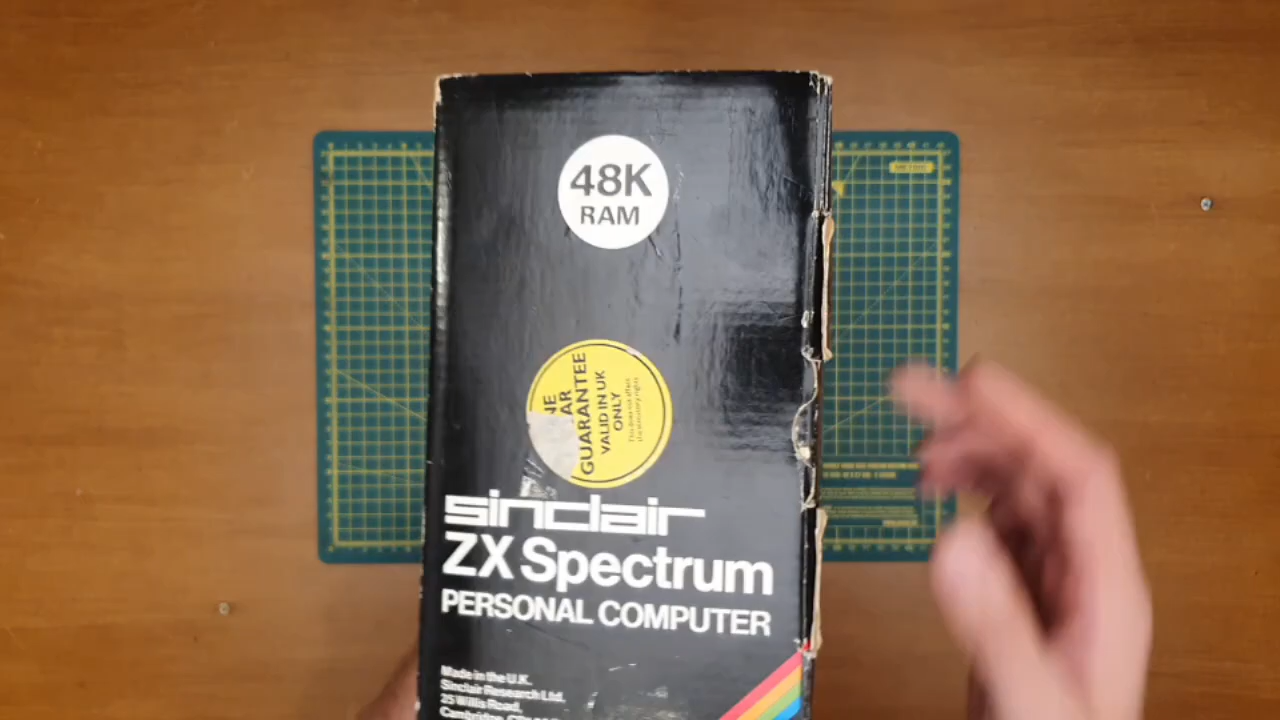 48K
RAM
GUARANTEE
VALID IN UK
ONLY
sinclair
ZX Spectrum
PERSONAL COMPUTER
Made in the U.K.
Sinclair Research Ltd.
25 Willis Road,